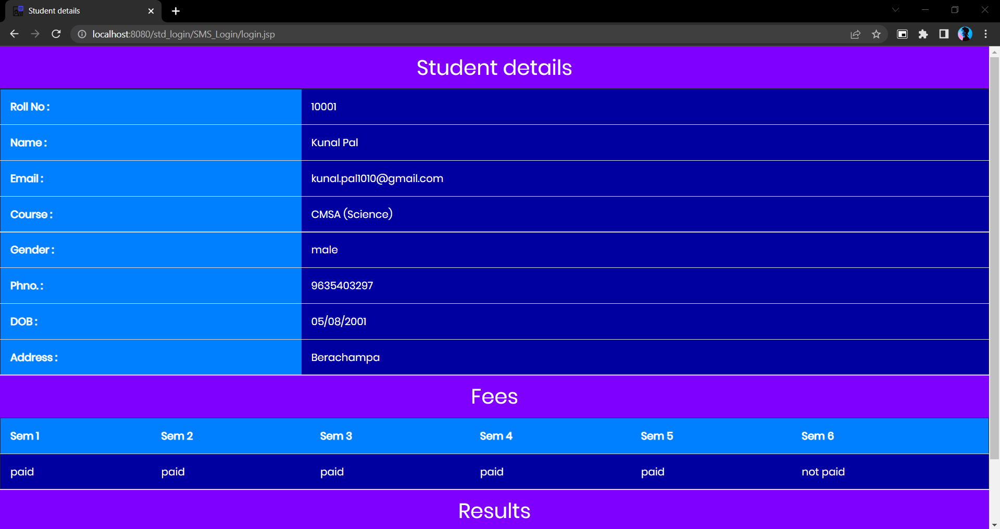 Student details
localhost:8080/std_login/SMS_Login/login.jsp
Student details
Roll No : 10001
Name : Kunal Pal
Email : kunal.pal1010@gmail.com
Course : CMSA (Science)
Gender : male
Phno. : 9635403297
DOB : 05/08/2001
Address : Berachampa
Fees
Sem 1 Sem 2 Sem 3 Sem 4 Sem 5 Sem 6
paid paid paid paid paid not paid
Results